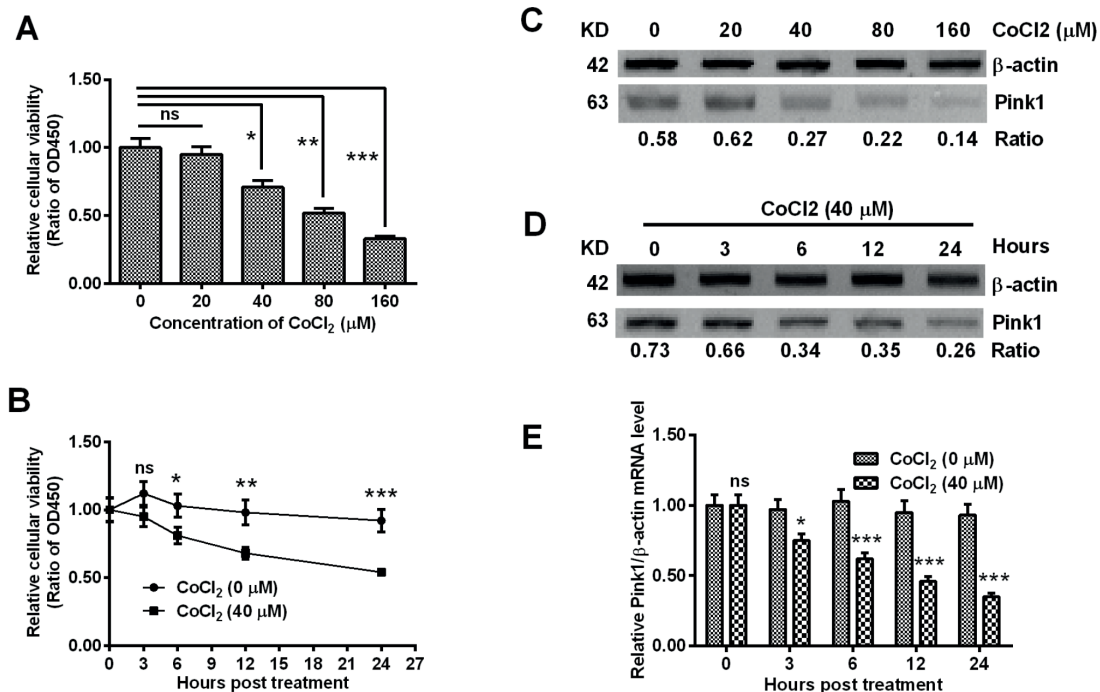 A
Relative cellular viability
(Ratio of OD450)
1.50
1.00
0.50
0.00
ns
*
**
***
0 20 40 80 160
Concentration of CoCl2 (μM)
B
Relative cellular viability
(Ratio of OD450)
1.50
1.00
0.50
0.00
ns
*
**
***
CoCl2 (0 μM)
CoCl2 (40 μM)
0 3 6 9 12 15 18 21 24 27
Hours post treatment
C
KD 0 20 40 80 160 CoCl2 (μM)
42 β-actin
63 Pink1
0.58 0.62 0.27 0.22 0.14 Ratio
D
CoCl2 (40 μM)
KD 0 3 6 12 24 Hours
42 β-actin
63 Pink1
0.73 0.66 0.34 0.35 0.26 Ratio
E
Relative Pink1/β-actin mRNA level
1.50
1.00
0.50
0.00
CoCl2 (0 μM)
CoCl2 (40 μM)
ns
*
***
***
***
0 3 6 12 24
Hours post treatment